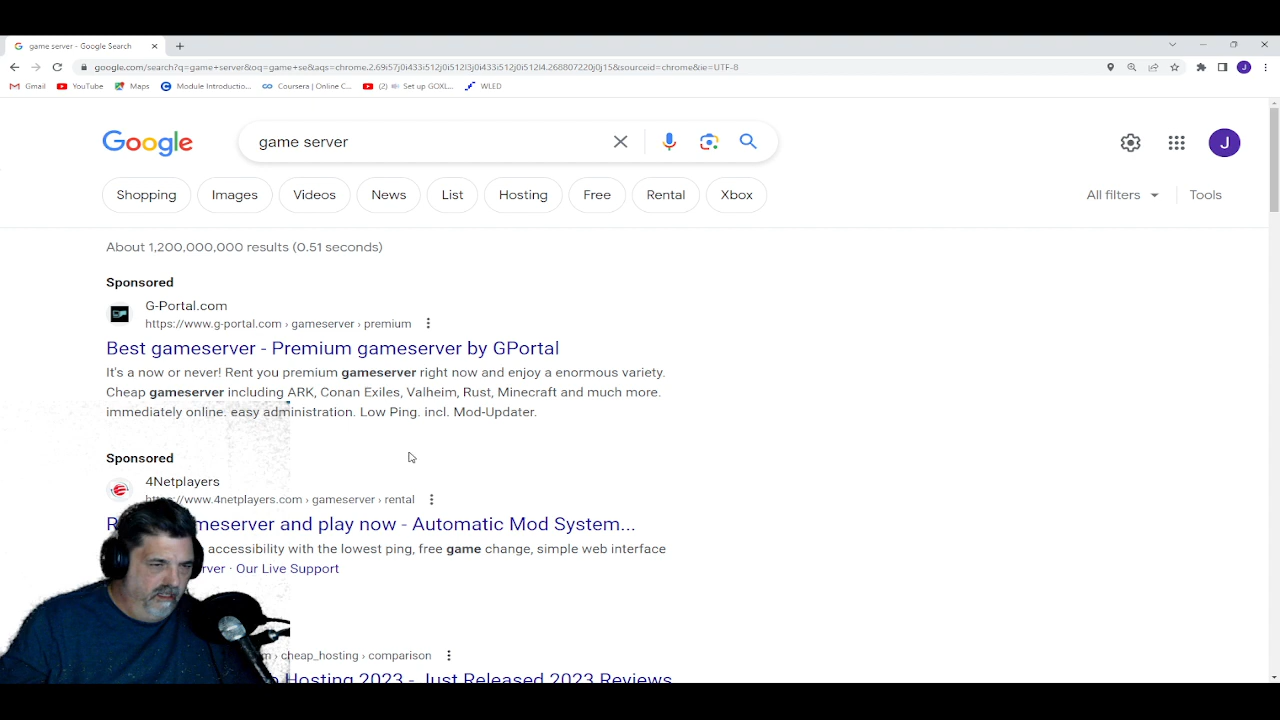 game server - Google Search
google.com/search?q=game+server&oq=game+se&aqs=chrome.2.69i57j0i433i512j0i512l3j0i433i512j0i512l4.268807220j0j15&sourceid=chrome&ie=UTF-8
Gmail YouTube Maps Module Introductio... Coursera | Online C... (2) Set up GOXL... WLED
Google game server J
Shopping Images Videos News List Hosting Free Rental Xbox All filters Tools
About 1,200,000,000 results (0.51 seconds)
Sponsored
G-Portal.com
https://www.g-portal.com › gameserver › premium
Best gameserver - Premium gameserver by GPortal
It's a now or never! Rent you premium gameserver right now and enjoy a enormous variety.
Cheap gameserver including ARK, Conan Exiles, Valheim, Rust, Minecraft and much more.
immediately online. easy administration. Low Ping. incl. Mod-Updater.
Sponsored
4Netplayers
https://www.4netplayers.com › gameserver › rental
meserver and play now - Automatic Mod System...
accessibility with the lowest ping, free game change, simple web interface
rver · Our Live Support
› cheap_hosting › comparison
Hosting 2023 - Just Released 2023 Reviews